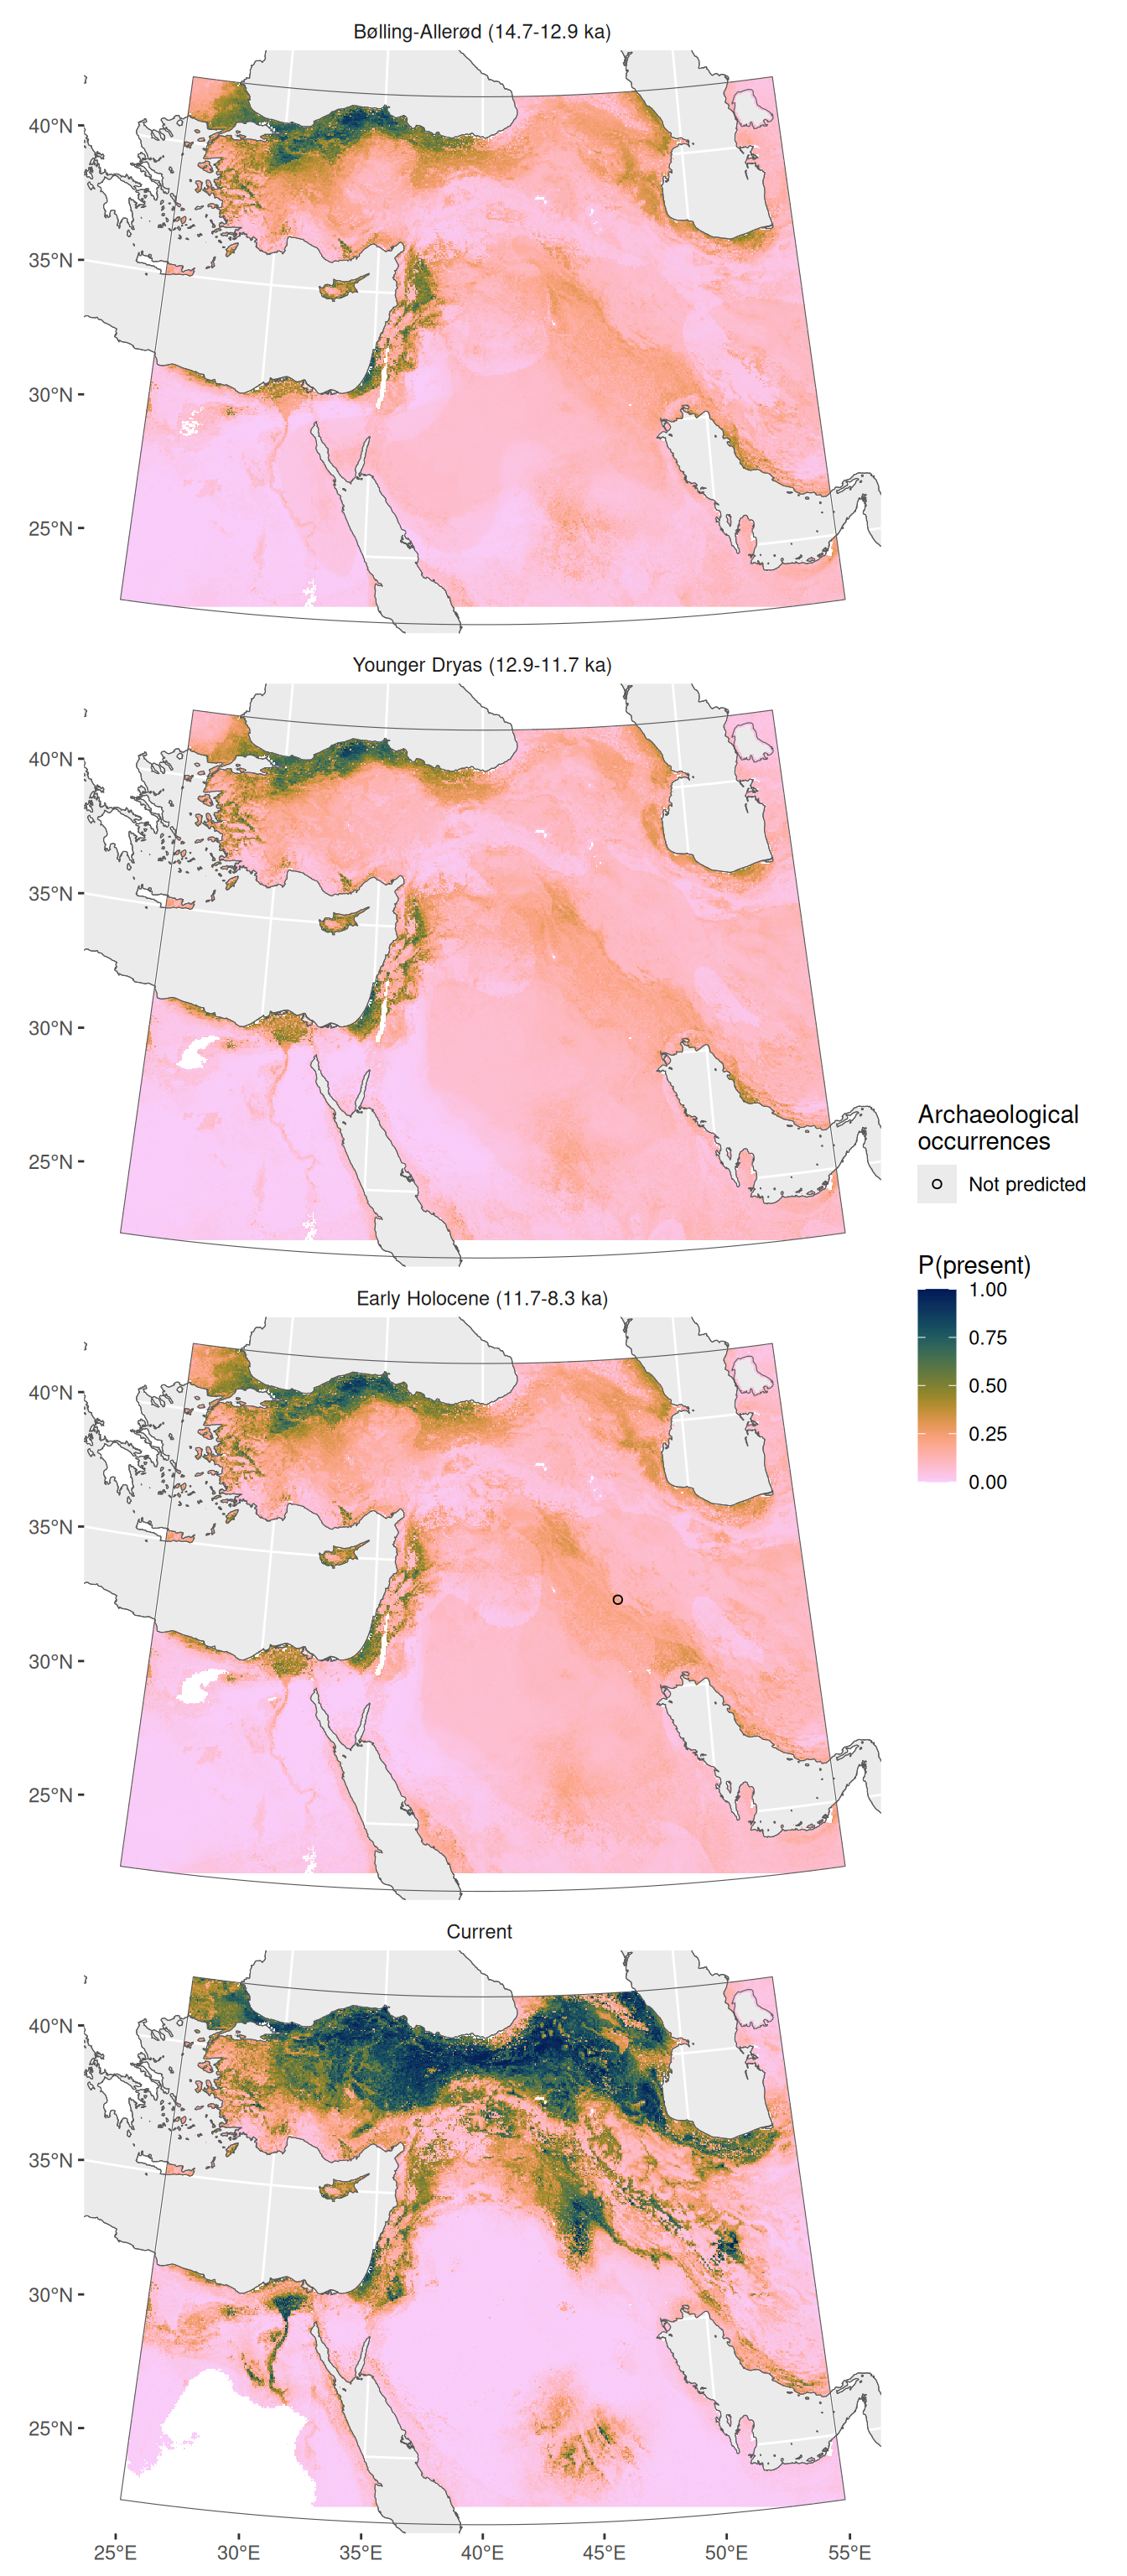 Bølling-Allerød (14.7-12.9 ka)
40°N
35°N
30°N
25°N
Younger Dryas (12.9-11.7 ka)
40°N
35°N
30°N
25°N
Archaeological
occurrences
Not predicted
P(present)
1.00
0.75
0.50
0.25
0.00
Early Holocene (11.7-8.3 ka)
40°N
35°N
30°N
25°N
Current
40°N
35°N
30°N
25°N
25°E 30°E 35°E 40°E 45°E 50°E 55°E